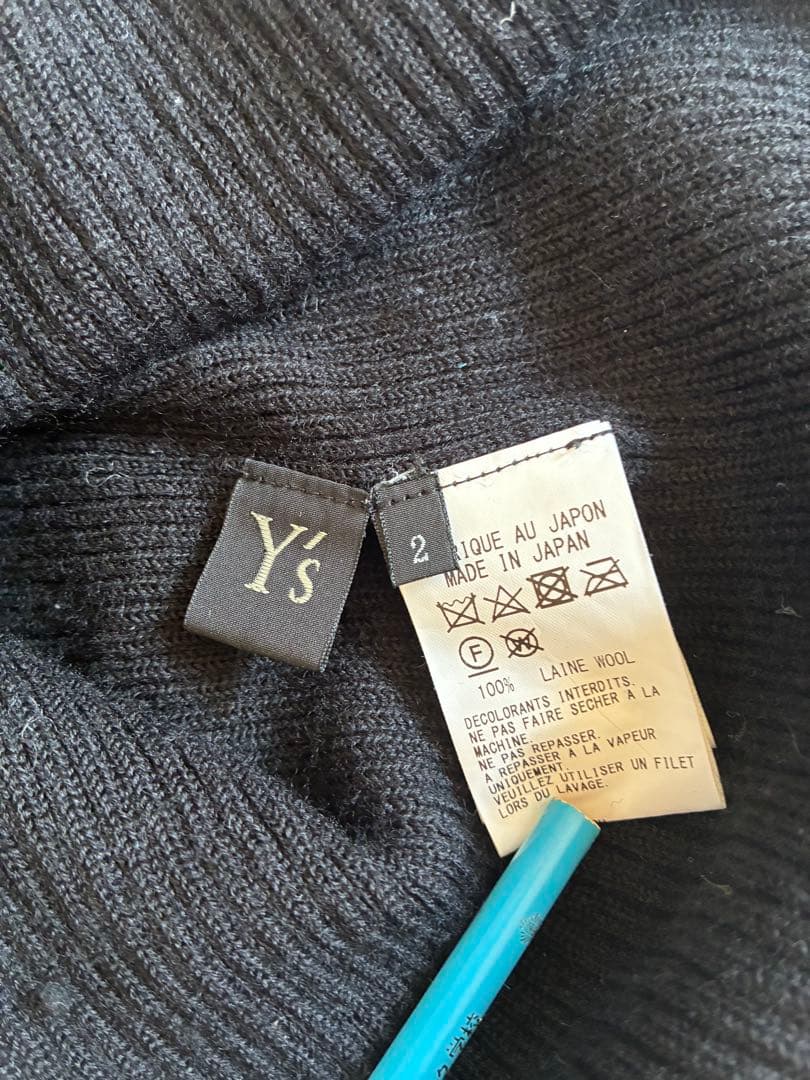 Y's
2
RIQUE AU JAPON
MADE IN JAPAN
F
W
100% LAINE WOOL
DECOLORANTS INTERDITS.
NE PAS FAIRE SECHER A LA
MACHINE.
NE PAS REPASSER.
A REPASSER A LA VAPEUR
UNIQUEMENT.
VEUILLEZ UTILISER UN FILET
LORS DU LAVAGE.